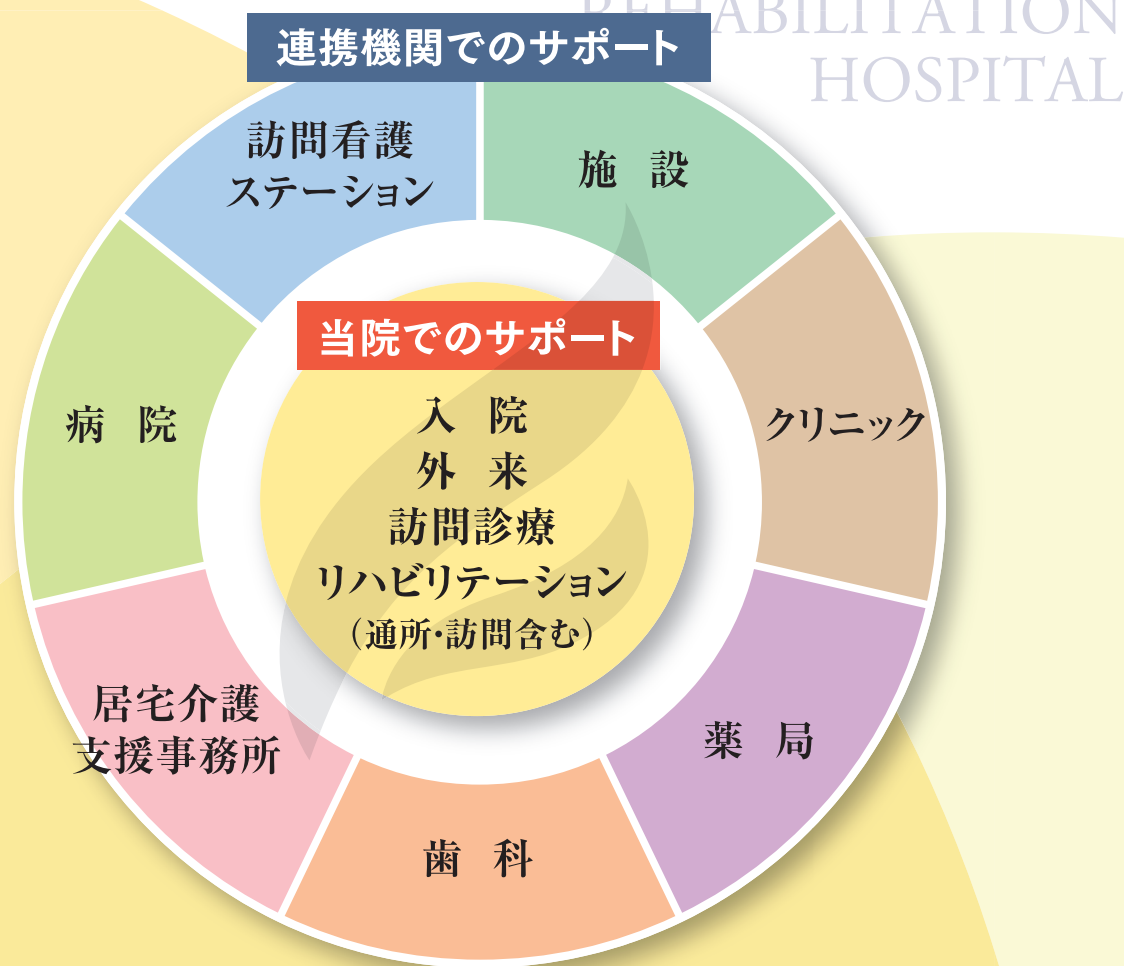 REHABILITATION
HOSPITAL
連携機関でのサポート
訪問看護
ステーション
施 設
クリニック
薬 局
歯 科
居宅介護
支援事務所
病 院
当院でのサポート
入 院
外 来
訪問診療
リハビリテーション
（通所・訪問含む）